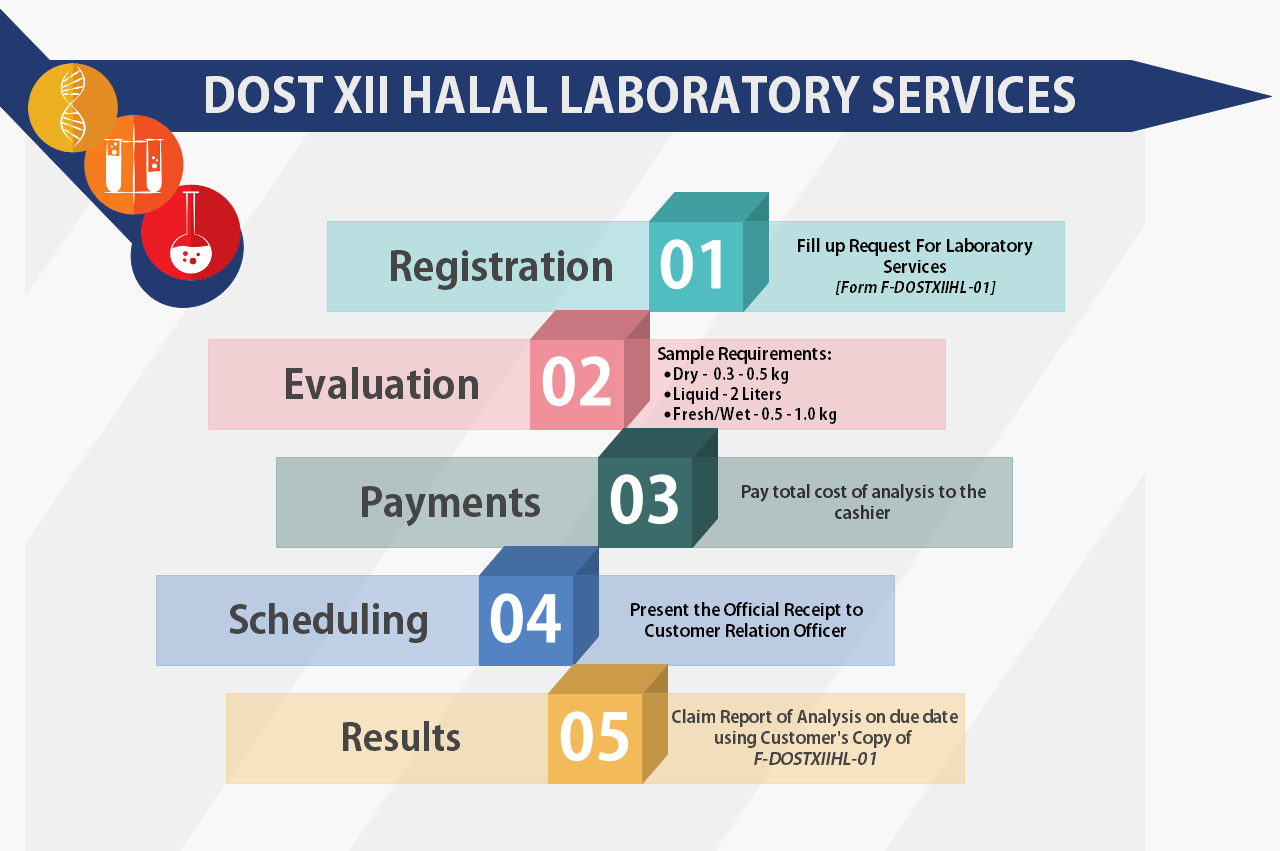 DOST XII HALAL LABORATORY SERVICES
Registration
01
Fill up Request For Laboratory
Services
[Form F-DOSTXIIHL-01]
Evaluation
02
Sample Requirements:
•Dry - 0.3 - 0.5 kg
•Liquid - 2 Liters
•Fresh/Wet - 0.5 - 1.0 kg
Payments
03
Pay total cost of analysis to the
cashier
Scheduling
04
Present the Official Receipt to
Customer Relation Officer
Results
05
Claim Report of Analysis on due date
using Customer's Copy of
F-DOSTXIIHL-01